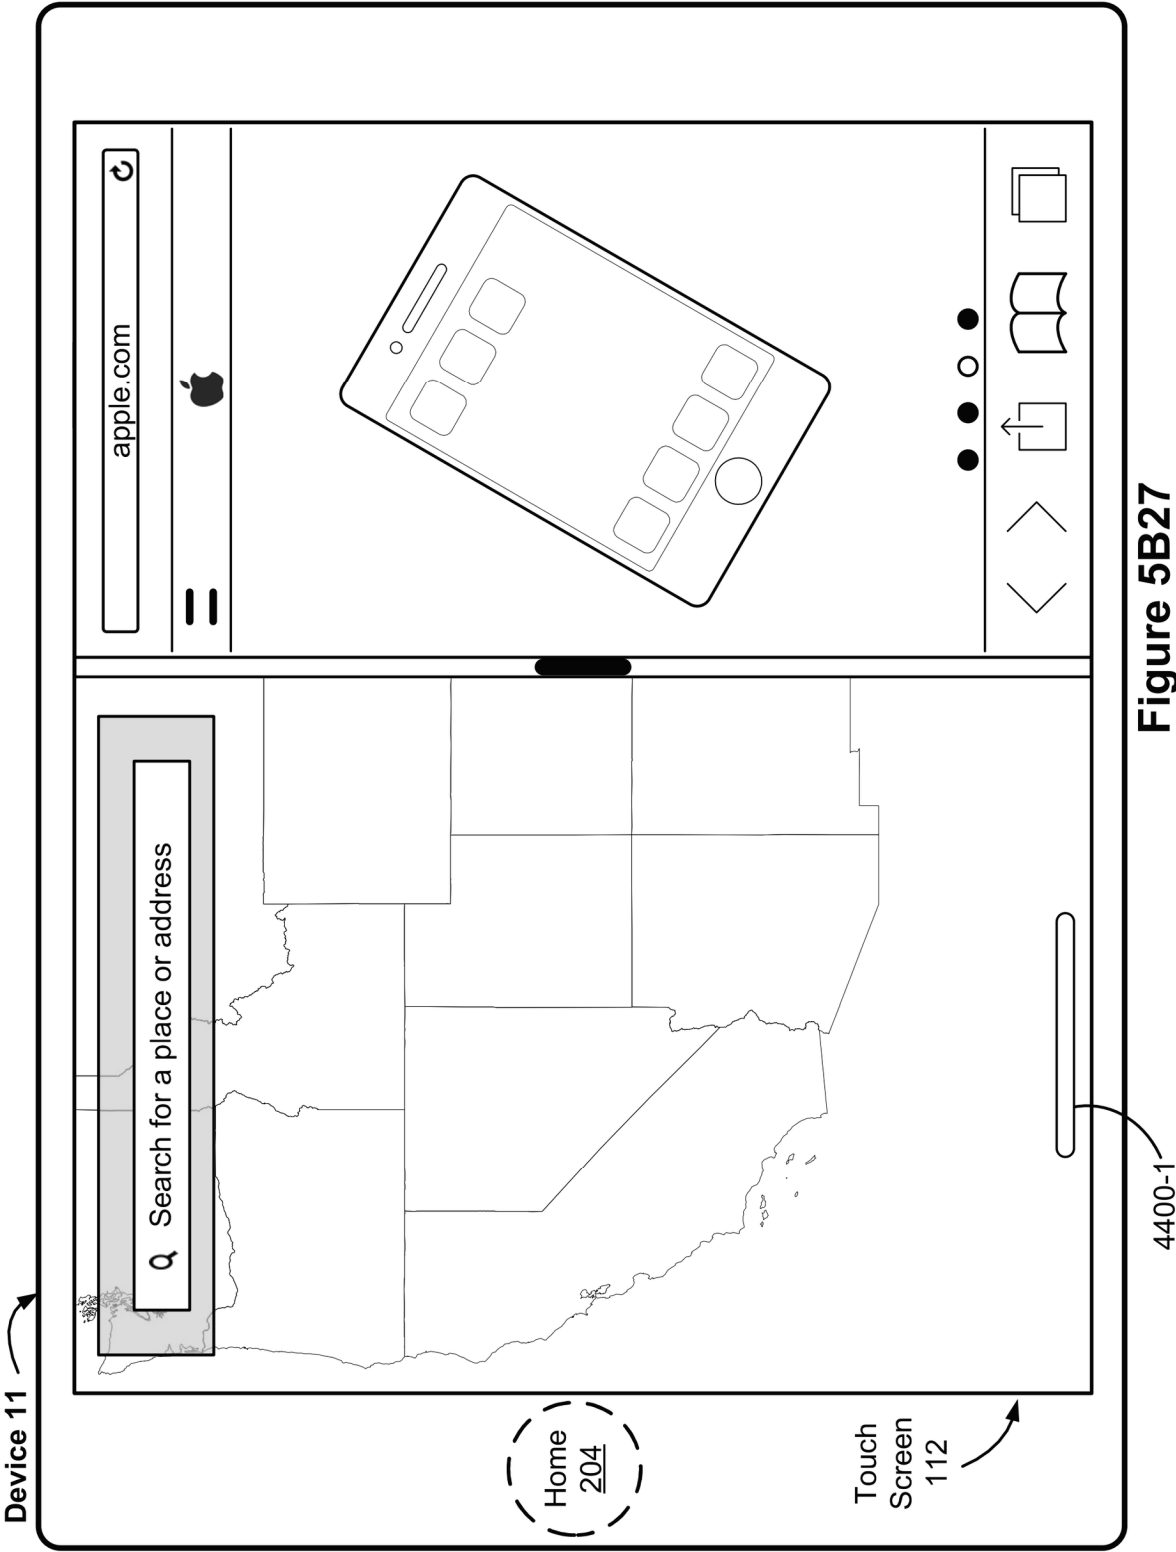 Device 11
Search for a place or address
apple.com
Home
204
Touch
Screen
112
4400-1
Figure 5B27